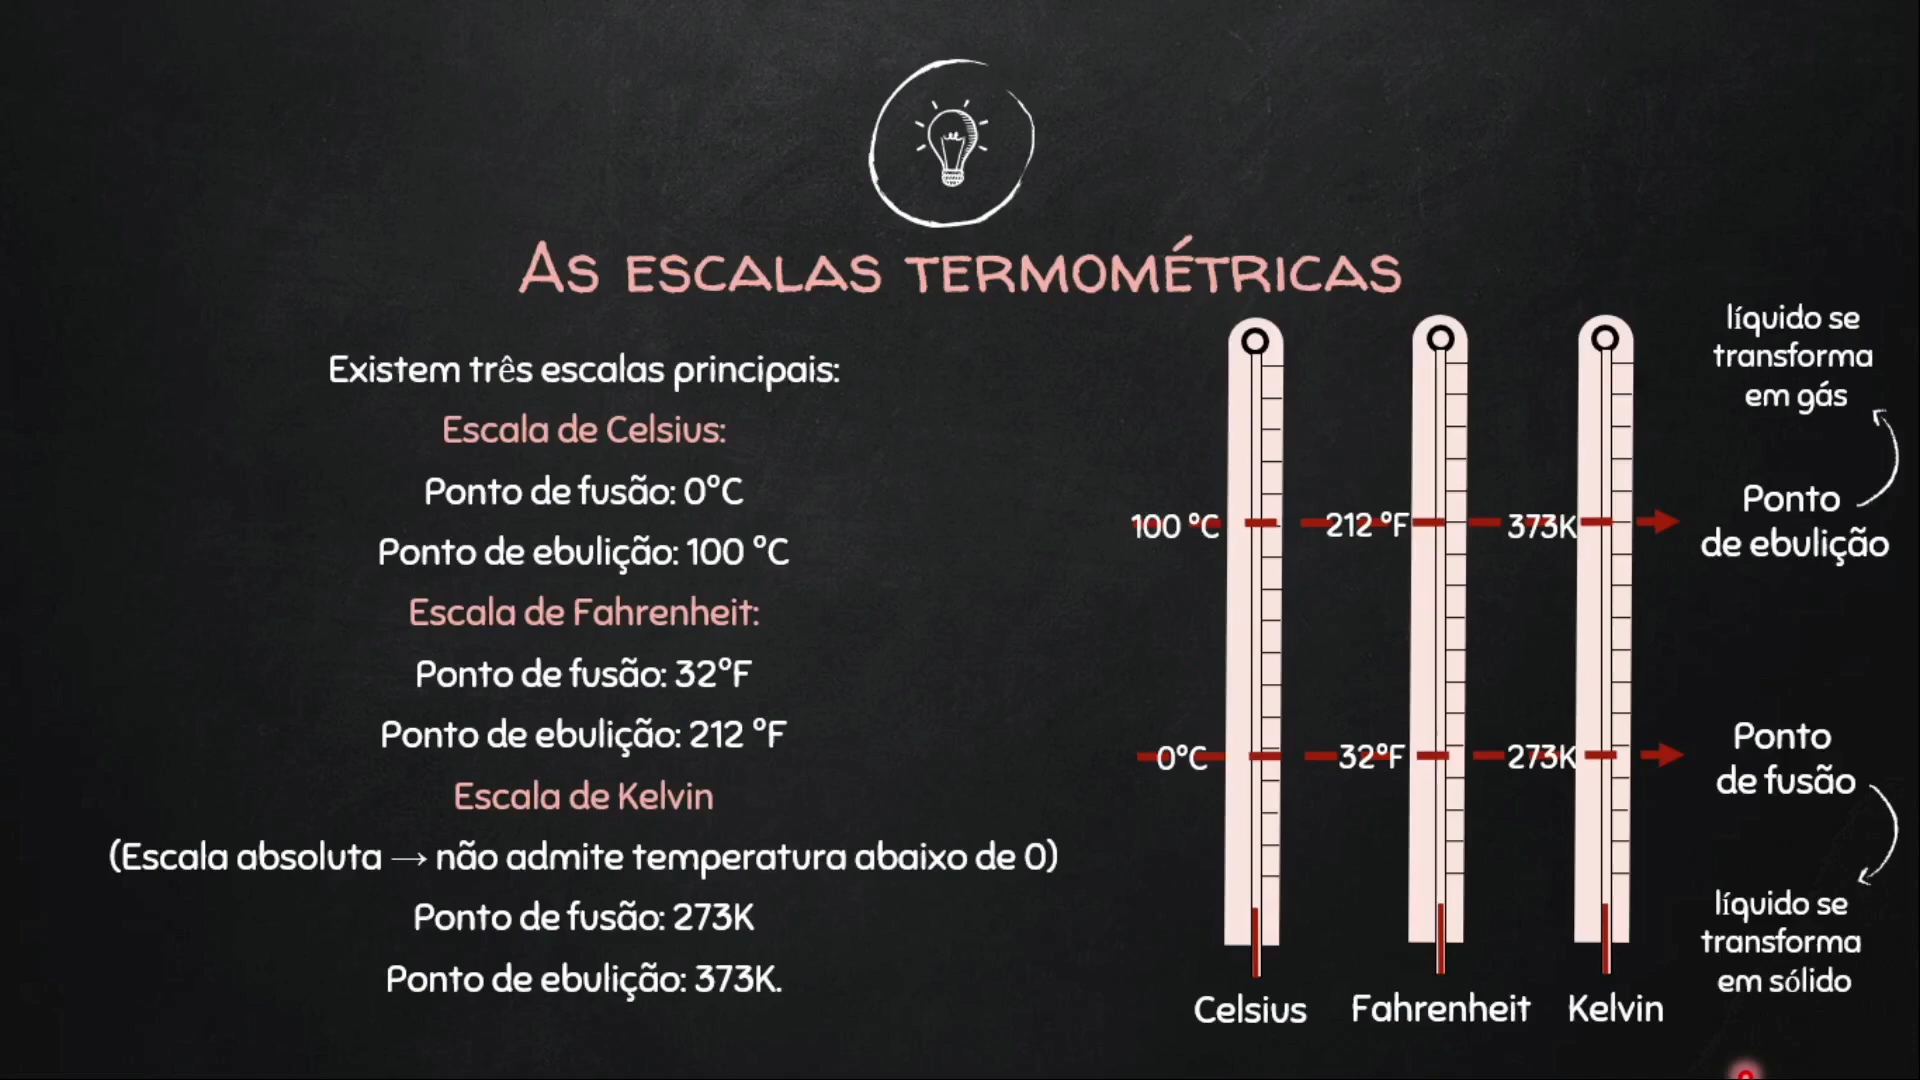 As escalas termométricas
Existem três escalas principais:
Escala de Celsius:
Ponto de fusão: 0°C
Ponto de ebulição: 100 °C
Escala de Fahrenheit:
Ponto de fusão: 32°F
Ponto de ebulição: 212 °F
Escala de Kelvin
(Escala absoluta → não admite temperatura abaixo de 0)
Ponto de fusão: 273K
Ponto de ebulição: 373K.
líquido se
transforma
em gás
100 °C 212 °F 373K
Ponto
de ebulição
0°C 32°F 273K
Ponto
de fusão
líquido se
transforma
em sólido
Celsius Fahrenheit Kelvin